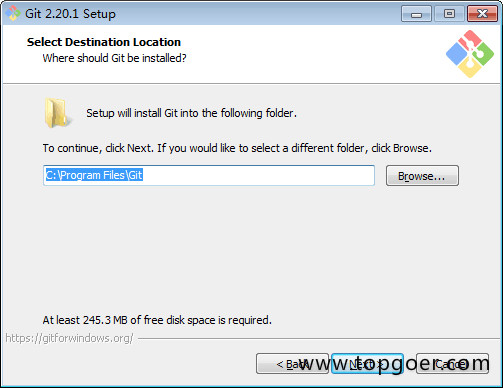 Git 2.20.1 Setup
Select Destination Location
Where should Git be installed?
Setup will install Git into the following folder.
To continue, click Next. If you would like to select a different folder, click Browse.
C:\Program Files\Git
Browse...
At least 245.3 MB of free disk space is required.
https://gitforwindows.org/
< Back Next > Cancel
www.topgoer.com